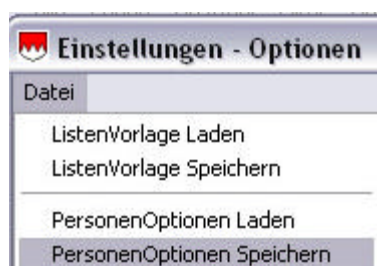 Einstellungen - Optionen
Datei
ListenVorlage Laden
ListenVorlage Speichern
PersonenOptionen Laden
PersonenOptionen Speichern